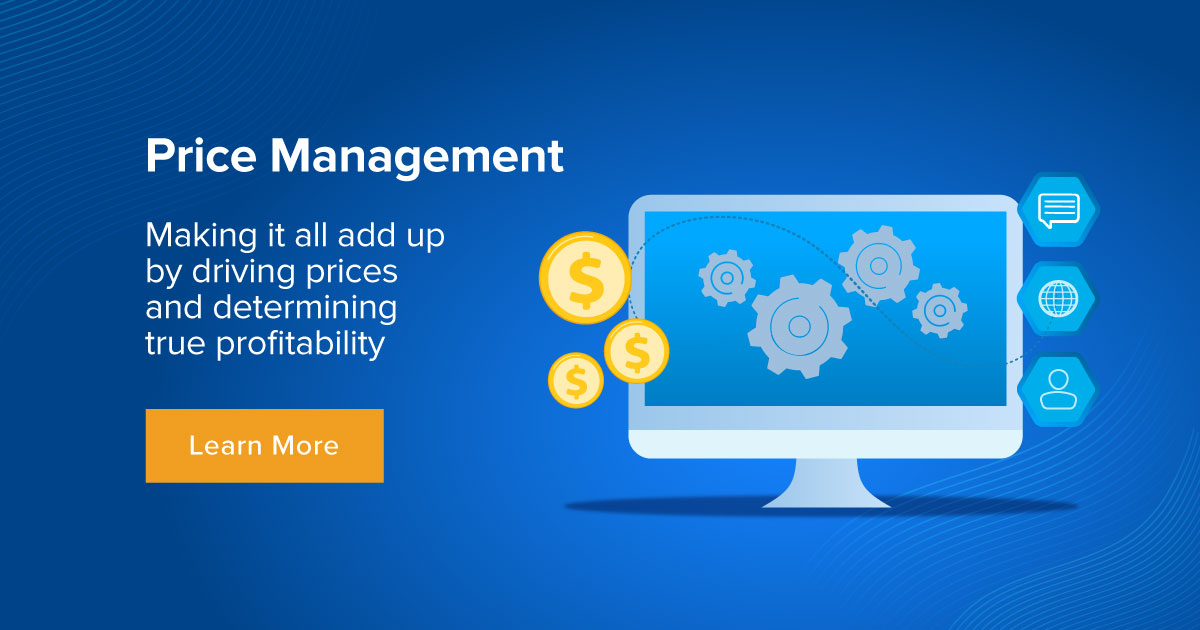 Price Management
Making it all add up
by driving prices
and determining
true profitability
Learn More
$
$
$